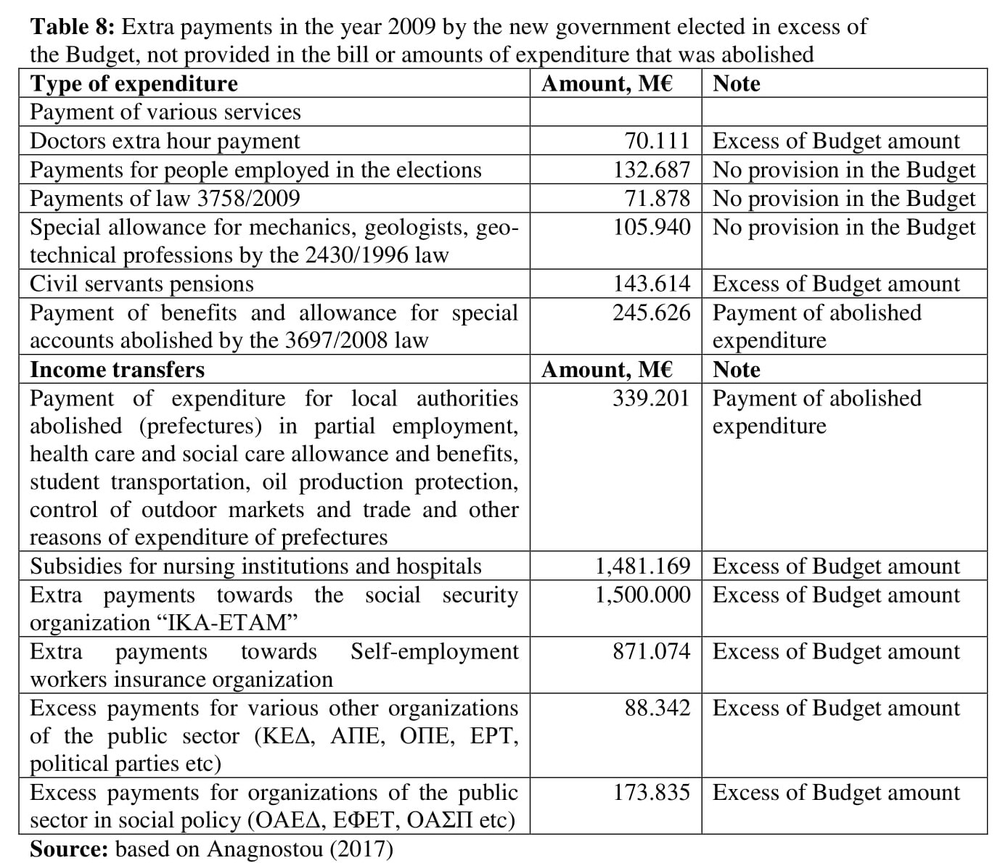 Table 8: Extra payments in the year 2009 by the new government elected in excess of
the Budget, not provided in the bill or amounts of expenditure that was abolished
Type of expenditure Amount, M€ Note
Payment of various services
Doctors extra hour payment 70.111 Excess of Budget amount
Payments for people employed in the elections 132.687 No provision in the Budget
Payments of law 3758/2009 71.878 No provision in the Budget
Special allowance for mechanics, geologists, geo- 105.940 No provision in the Budget
technical professions by the 2430/1996 law
Civil servants pensions 143.614 Excess of Budget amount
Payment of benefits and allowance for special 245.626 Payment of abolished
accounts abolished by the 3697/2008 law expenditure
Income transfers Amount, M€ Note
Payment of expenditure for local authorities 339.201 Payment of abolished
abolished (prefectures) in partial employment, expenditure
health care and social care allowance and benefits,
student transportation, oil production protection,
control of outdoor markets and trade and other
reasons of expenditure of prefectures
Subsidies for nursing institutions and hospitals 1,481.169 Excess of Budget amount
Extra payments towards the social security 1,500.000 Excess of Budget amount
organization “IKA-ETAM”
Extra payments towards Self-employment 871.074 Excess of Budget amount
workers insurance organization
Excess payments for various other organizations 88.342 Excess of Budget amount
of the public sector (ΚΕΔ, ΑΠΕ, ΟΠΕ, ΕΡΤ,
political parties etc)
Excess payments for organizations of the public 173.835 Excess of Budget amount
sector in social policy (ΟΑΕΔ, ΕΦΕΤ, ΟΑΣΠ etc)
Source: based on Anagnostou (2017)